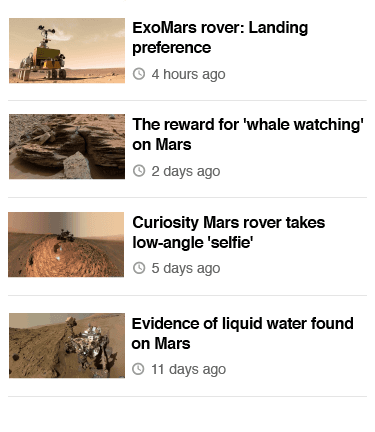 ExoMars rover: Landing
preference
4 hours ago
The reward for 'whale watching'
on Mars
2 days ago
Curiosity Mars rover takes
low-angle 'selfie'
5 days ago
Evidence of liquid water found
on Mars
11 days ago